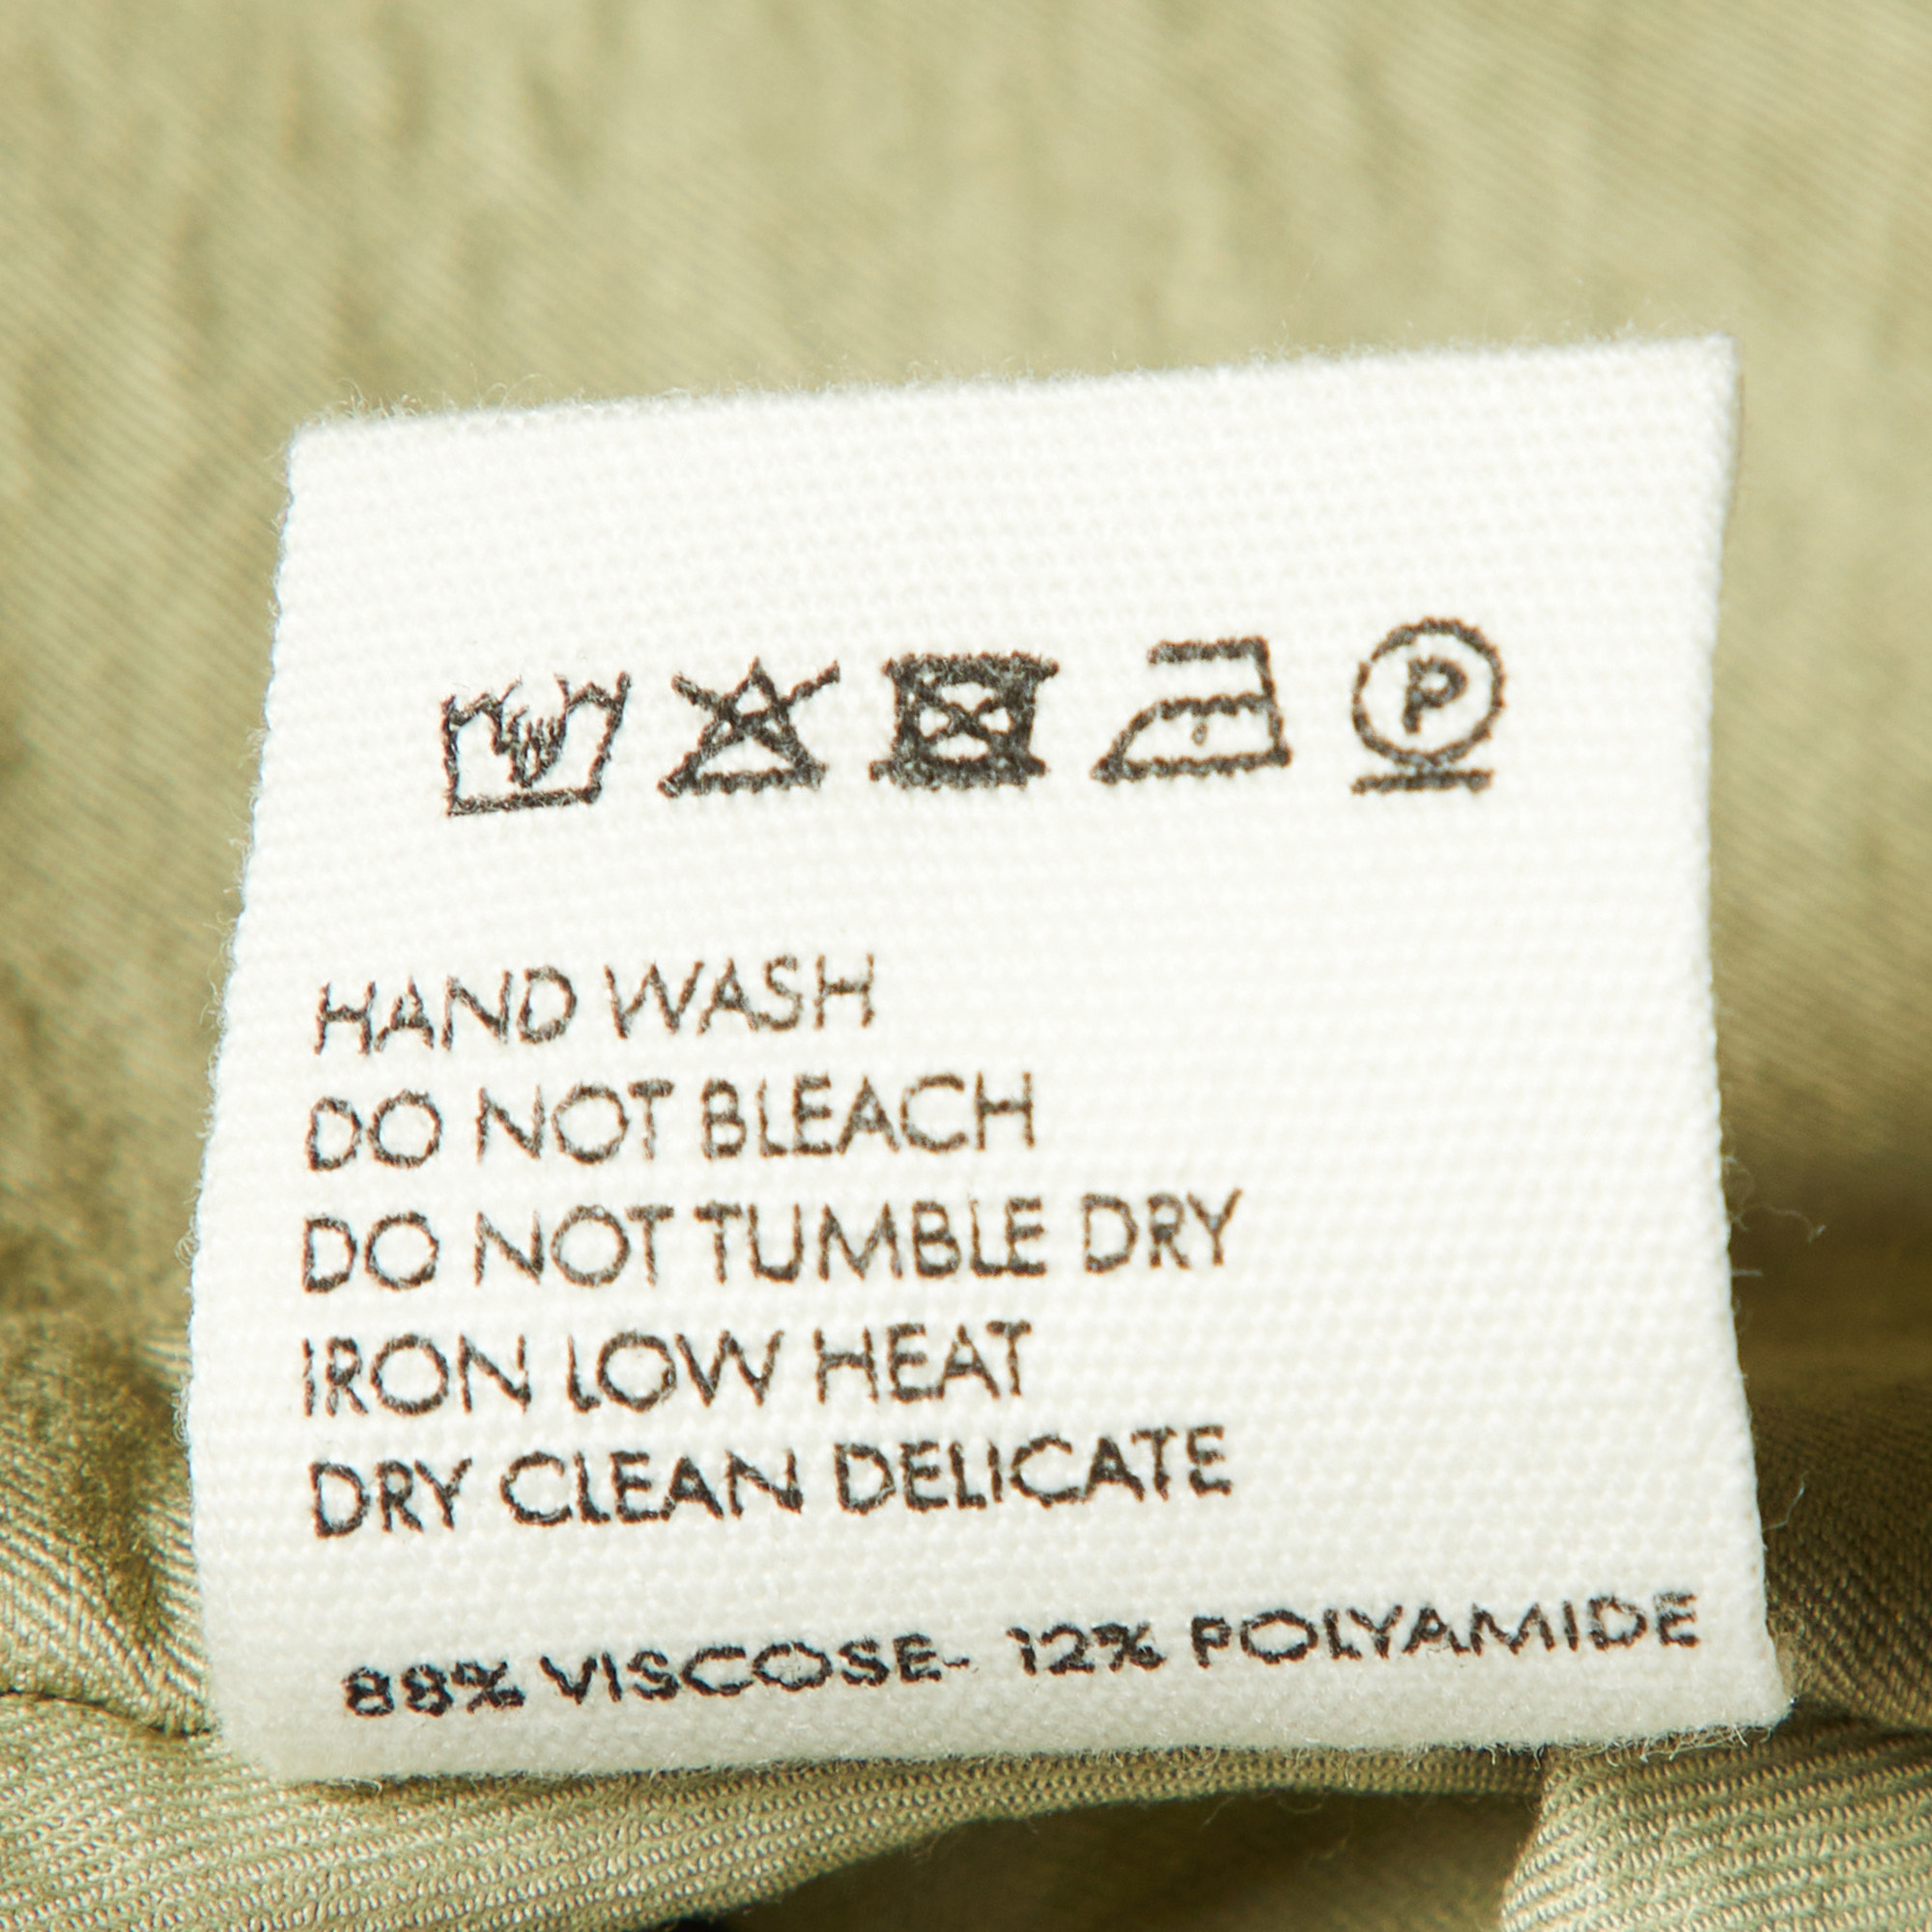 P
HAND WASH
DO NOT BLEACH
DO NOT TUMBLE DRY
IRON LOW HEAT
DRY CLEAN DELICATE
88% VISCOSE- 12% POLYAMIDE